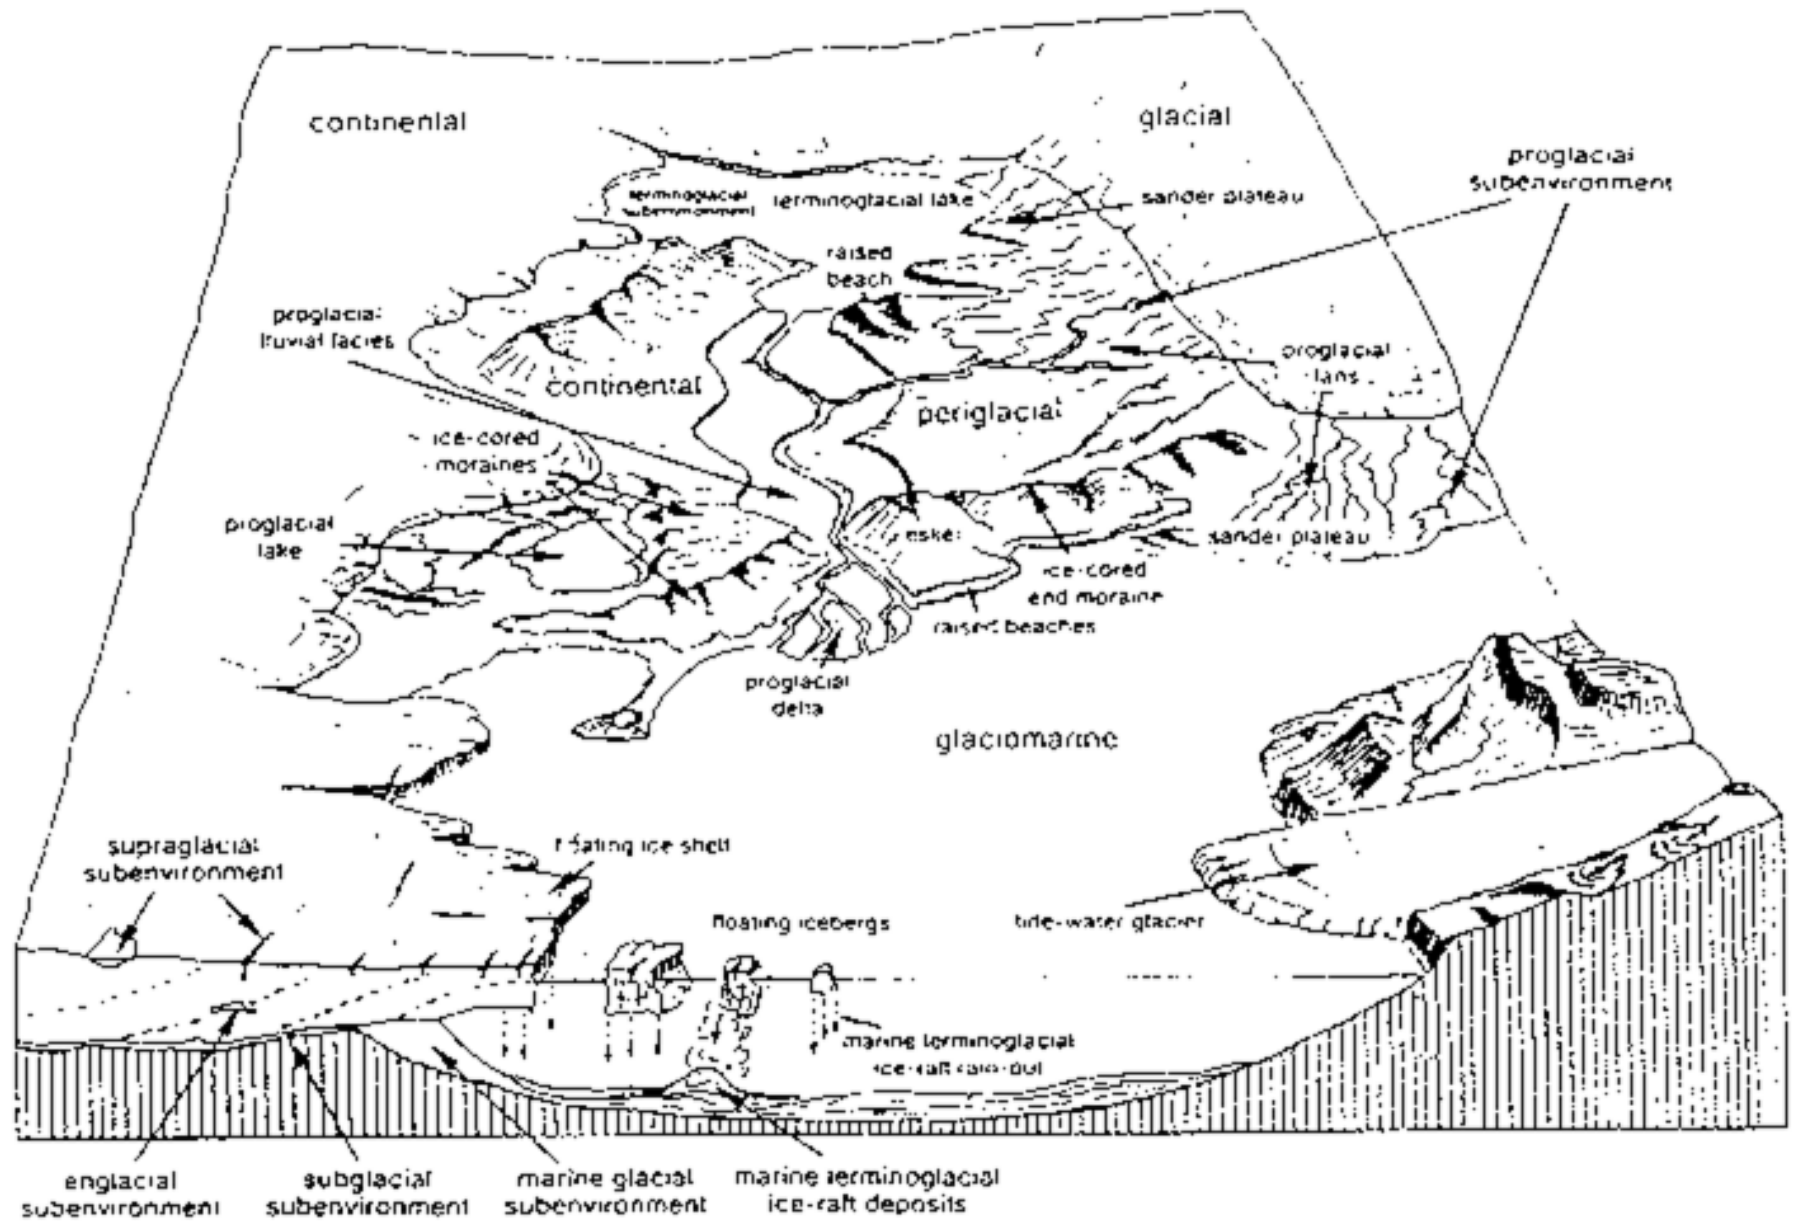 continental
glacial
proglacial
subenvironment
terminoglacial
subenvironment
terminoglacial lake
sander plateau
raised
beach
proglacial
fluvial facies
proglacial
fans
continental
periglacial
ice-cored
moraines
proglacial
lake
esker
sander plateau
ice-cored
end moraine
raised beaches
proglacial
delta
glaciomarine
supraglacial
subenvironment
floating ice shelf
floating icebergs
tide-water glacier
marine terminoglacial
ice-raft rain-out
englacial
subenvironment
subglacial
subenvironment
marine glacial
subenvironment
marine terminoglacial
ice-raft deposits